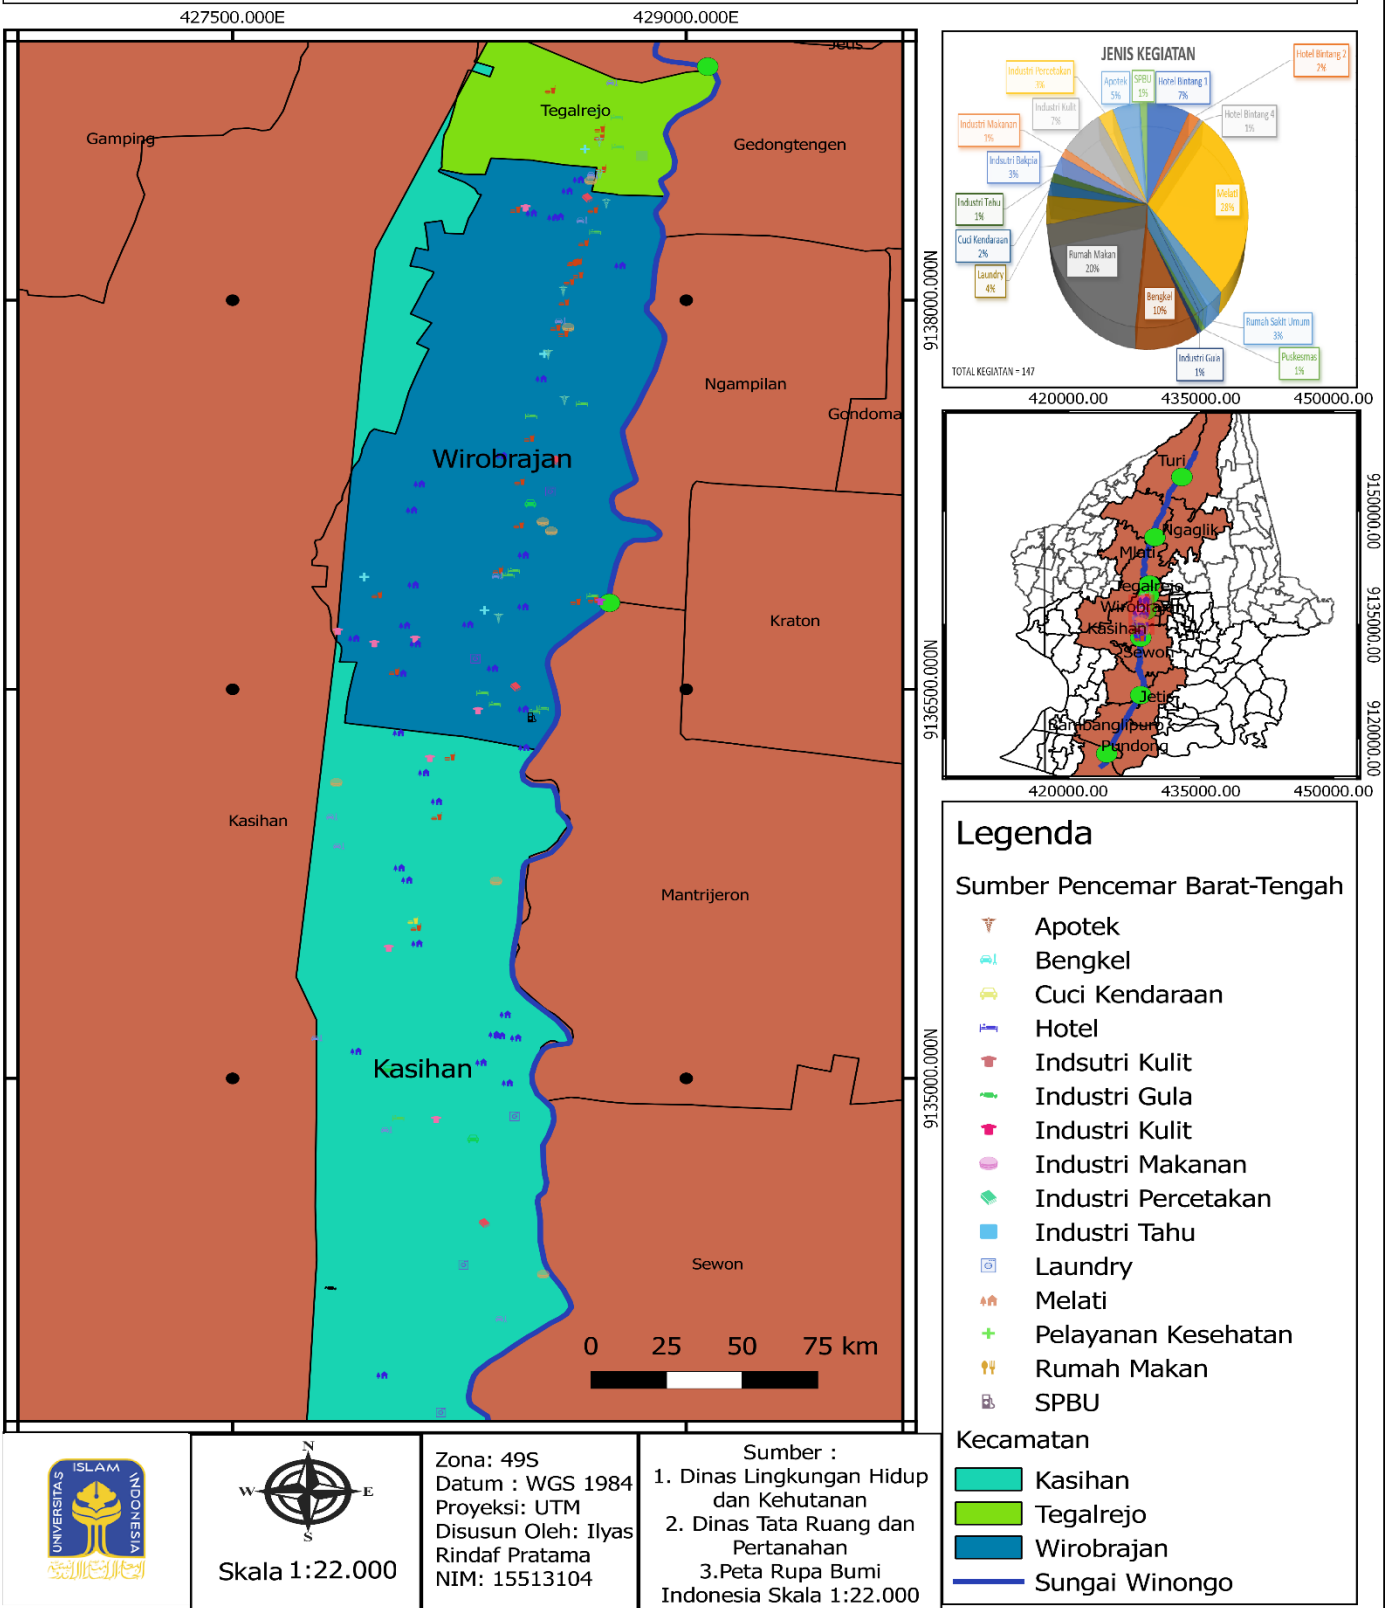 427500.000E
429000.000E
Jetis
Gamping
Tegalrejo
Gedongtengen
9138000.000N
Ngampilan
Gondoma
Wirobrajan
Kraton
9136500.000N
Kasihan
Mantrijeron
Kasihan
9135000.000N
Sewon
0 25 50 75 km
JENIS KEGIATAN
Hotel Bintang 2
2%
Industri Percetakan
Apotek
5%
SPBU
1%
Hotel Bintang 1
7%
Industri Kulit
7%
Hotel Bintang 4
1%
Industri Makanan
1%
Indsutri Bakpia
3%
Melati
28%
Industri Tehu
1%
Cuci Kendaraan
2%
Rumah Makan
20%
Laundry
4%
Bengkel
10%
Rumah Sakit Umum
3%
Industri Gula
1%
Puskesmas
1%
TOTAL KEGIATAN = 147
420000.00 435000.00 450000.00
Turi
Ngaglik
Mlati
Tegalrejo
Wirobrajan
Kasihan
Sewon
Jetis
Bambanglipuro
Pundong
9150000.00
9135000.00
9120000.00
420000.00 435000.00 450000.00
Legenda
Sumber Pencemar Barat-Tengah
Apotek
Bengkel
Cuci Kendaraan
Hotel
Indsutri Kulit
Industri Gula
Industri Kulit
Industri Makanan
Industri Percetakan
Industri Tahu
Laundry
Melati
Pelayanan Kesehatan
Rumah Makan
SPBU
Kecamatan
Kasihan
Tegalrejo
Wirobrajan
Sungai Winongo
UNIVERSITAS ISLAM INDONESIA
N
W E
S
Skala 1:22.000
Zona: 49S
Datum : WGS 1984
Proyeksi: UTM
Disusun Oleh: Ilyas
Rindaf Pratama
NIM: 15513104
Sumber :
1. Dinas Lingkungan Hidup
dan Kehutanan
2. Dinas Tata Ruang dan
Pertanahan
3.Peta Rupa Bumi
Indonesia Skala 1:22.000